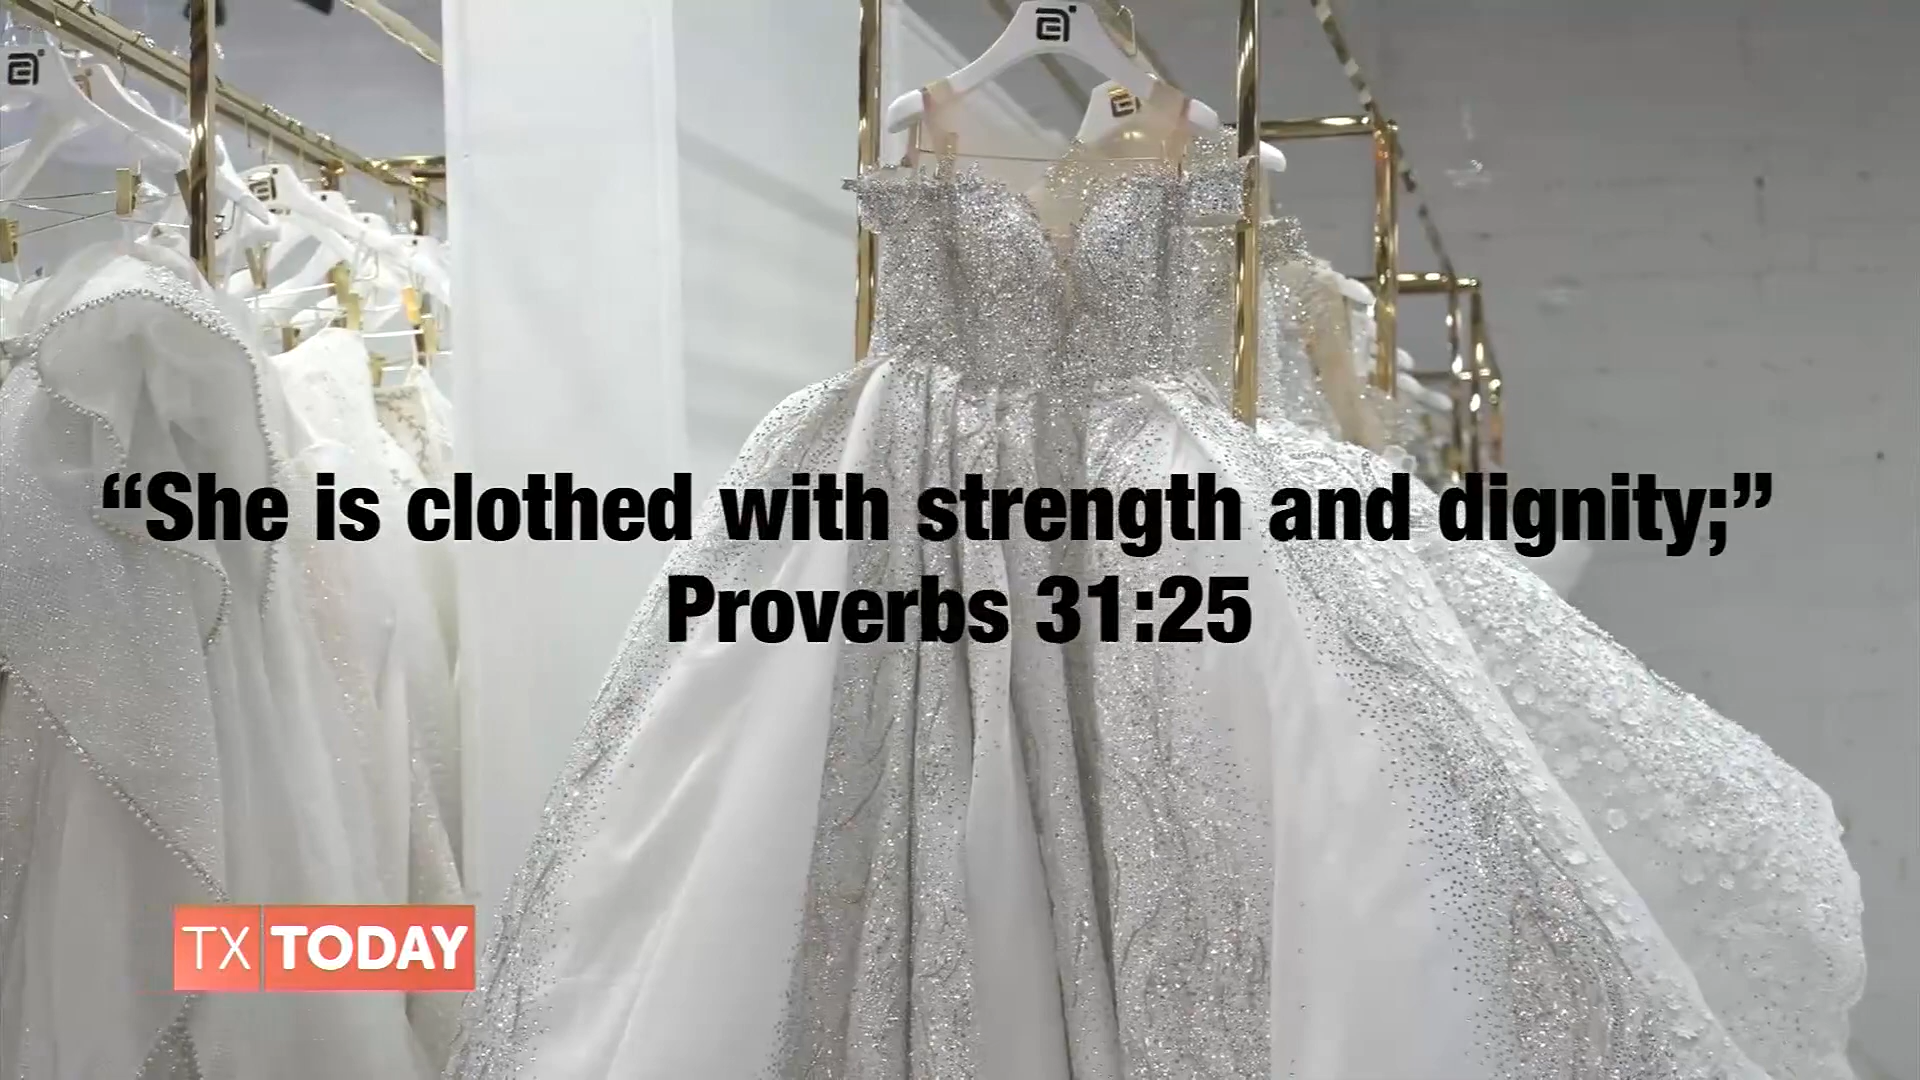 “She is clothed with strength and dignity;”
Proverbs 31:25
TX TODAY